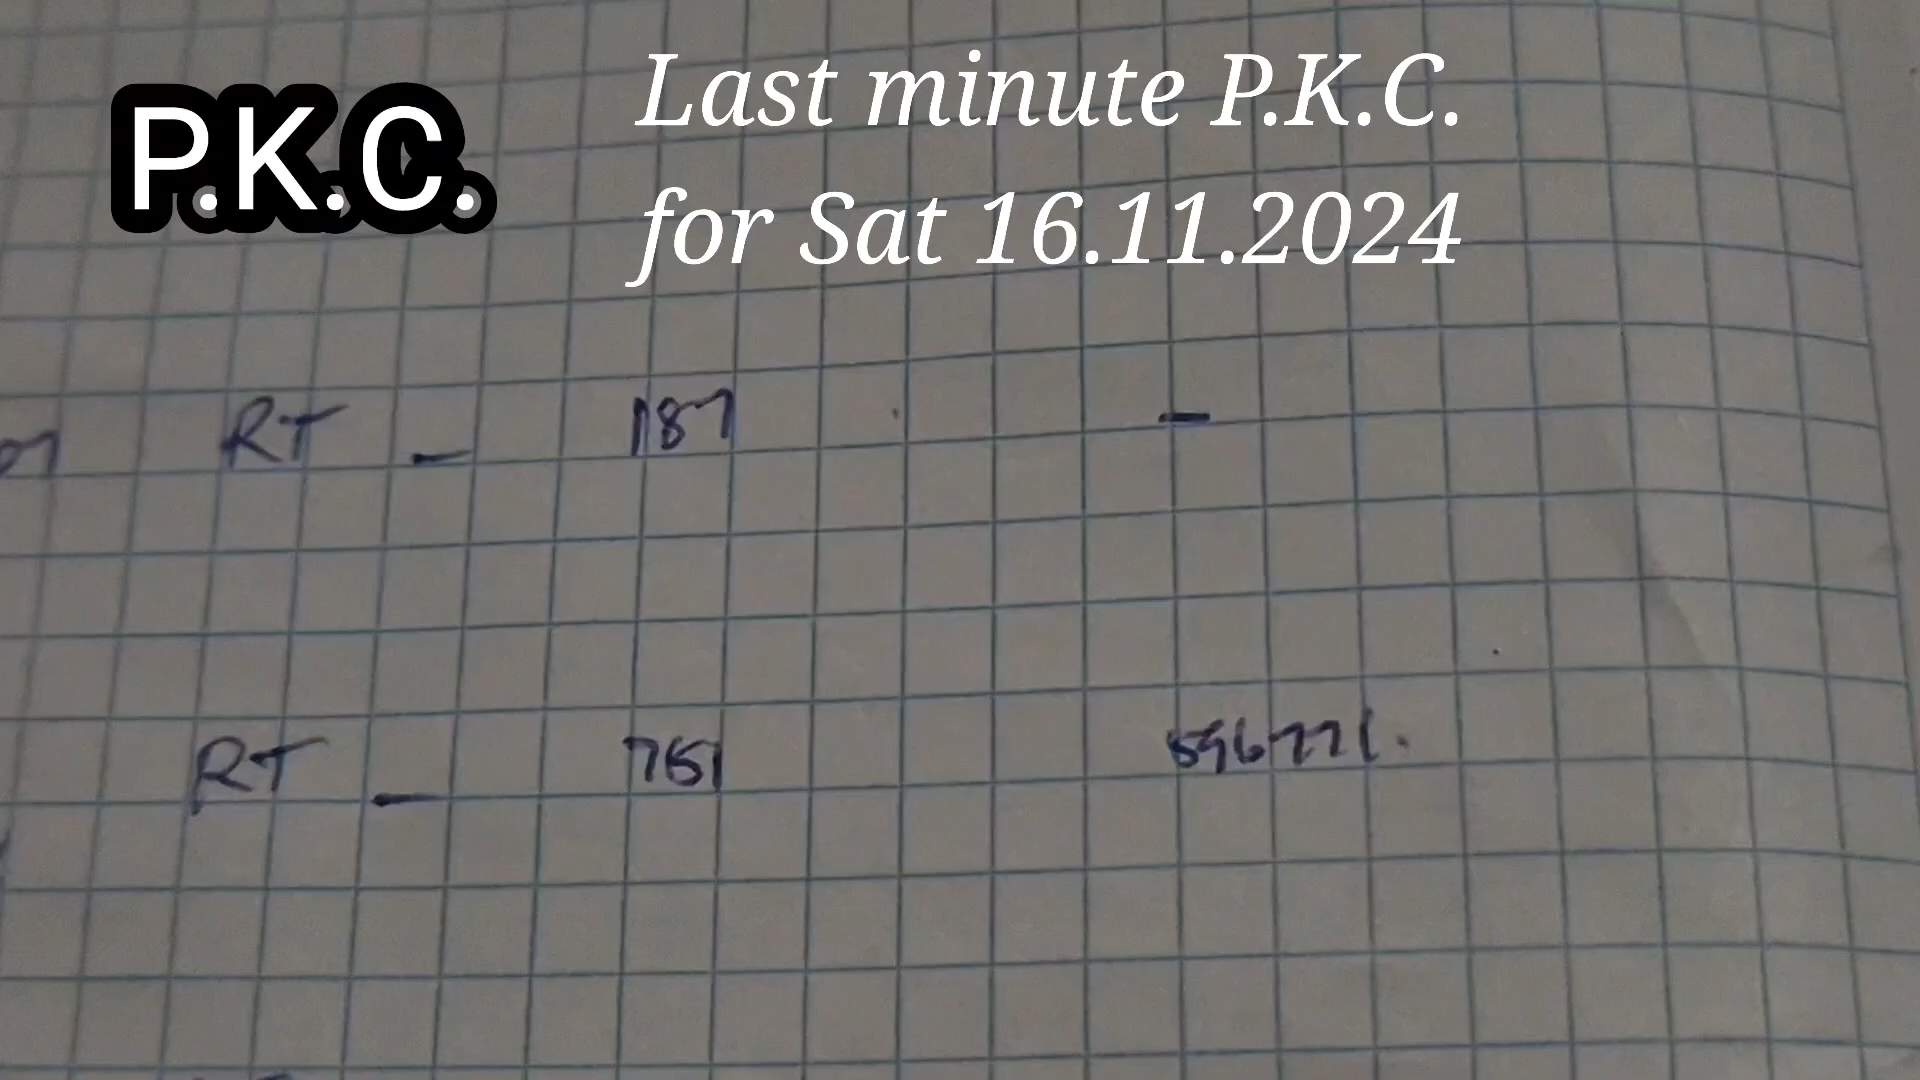 P.K.C.
Last minute P.K.C.
for Sat 16.11.2024
RT – 187 –
RT – 751 596771.